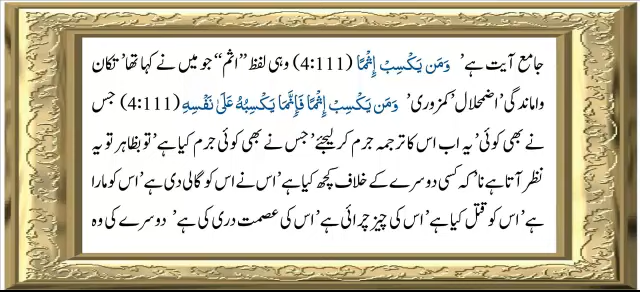 جامع آیت ہے’ وَمَن يَكْسِبْ إِثْمًا (4:111) وہی لفظ ”اثم“ جو میں نے کہا تھا’ تکان
واماندگی’ اضمحلال’ کمزوری’ وَمَن يَكْسِبْ إِثْمًا فَإِنَّمَا يَكْسِبُهُ عَلَىٰ نَفْسِهِ (4:111) جس
نے بھی کوئی’ یہ اب اس کا ترجمہ جرم کر لیجئے’ جس نے بھی کوئی جرم کیا ہے’ تو بظاہر تو یہ
نظر آتا ہے نا’ کہ کسی دوسرے کے خلاف کچھ کیا ہے’ اس نے اس کو گالی دی ہے’ اس کو مارا
ہے’ اس کو قتل کیا ہے’ اس کی چیز چرائی ہے’ اس کی عصمت دری کی ہے’ دوسرے کی وہ